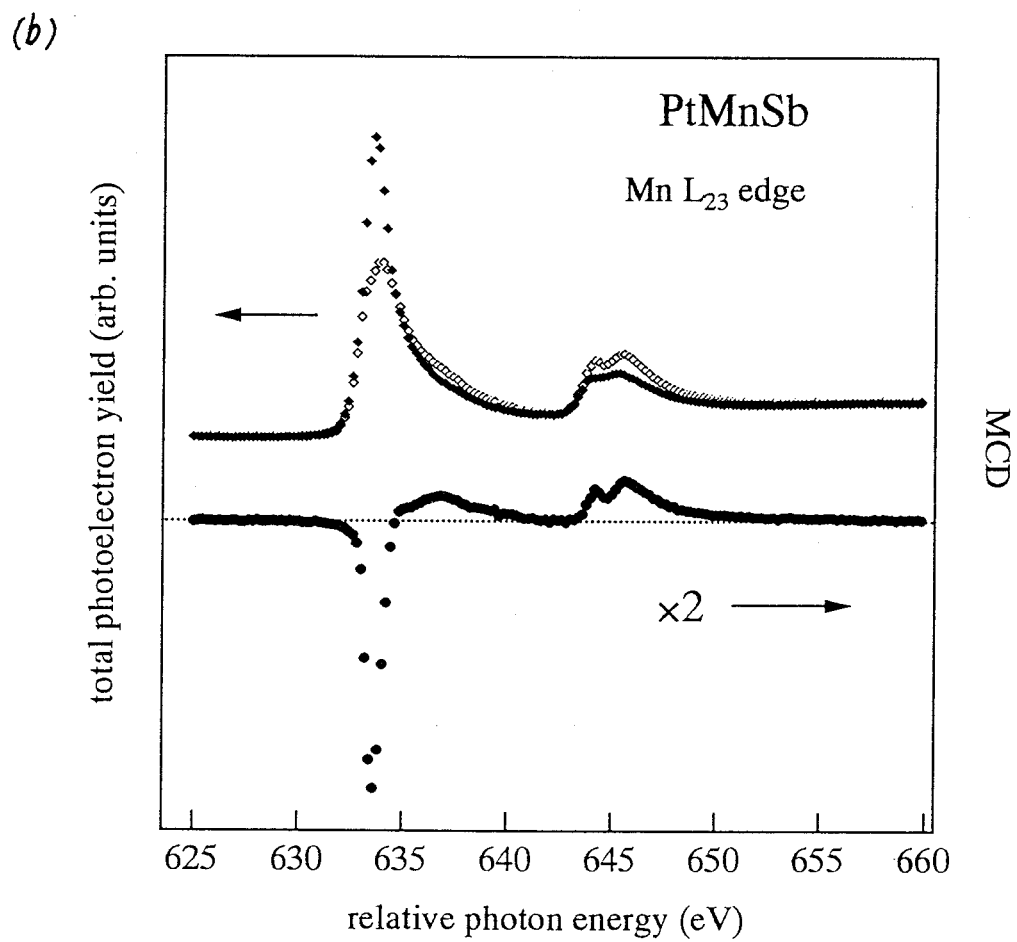 (b)
PtMnSb
Mn L23 edge
total photoelectron yield (arb. units)
MCD
×2
625 630 635 640 645 650 655 660
relative photon energy (eV)